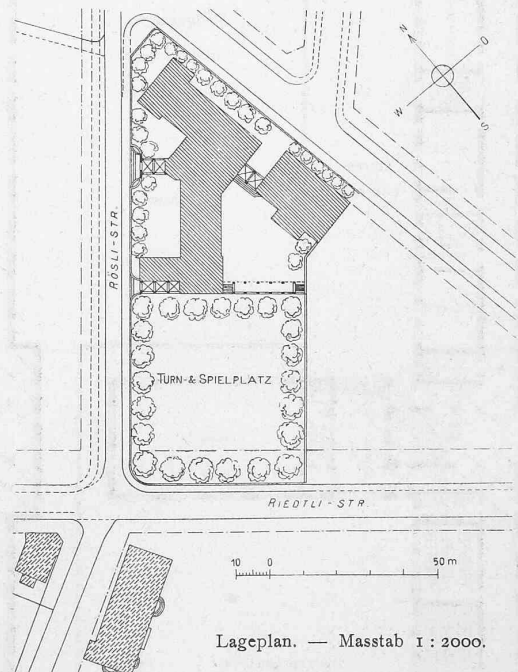 N
O
W
S
RÖSLI-STR.
TURN- & SPIELPLATZ
RIEDTLI-STR.
10 0 50 m
Lageplan. — Masstab 1 : 2000.